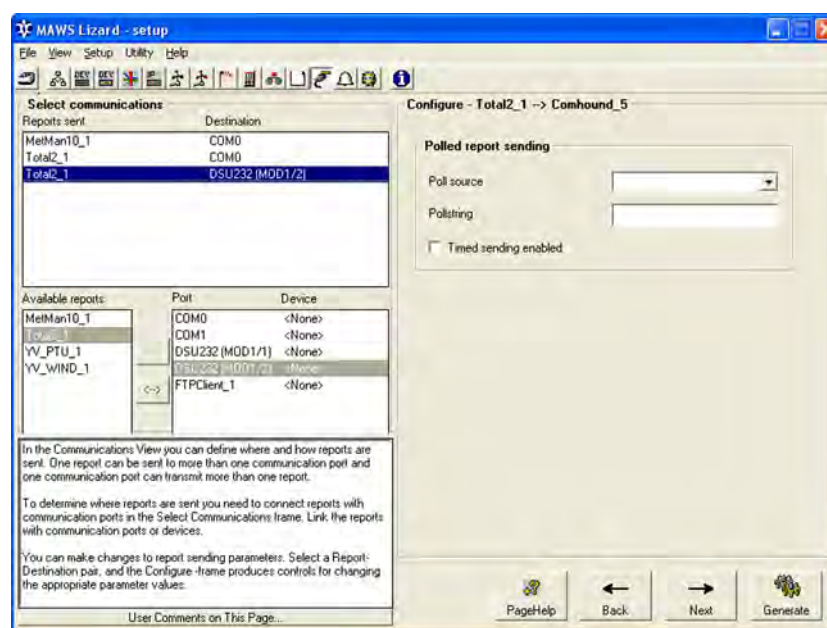 MAWS Lizard - setup
File View Setup Utility Help
DEV DEV
Select communications
Reports sent Destination
MetMan10_1 COM0
Total2_1 COM0
Total2_1 DSU232 (MOD1/2)
Available reports Port Device
MetMan10_1
Total2_1
YV_PTU_1
YV_WIND_1
<-->
COM0 <None>
COM1 <None>
DSU232 (MOD1/1) <None>
DSU232 (MOD1/2) <None>
FTPClient_1 <None>
In the Communications View you can define where and how reports are
sent. One report can be sent to more than one communication port and
one communication port can transmit more than one report.
To determine where reports are sent you need to connect reports with
communication ports in the Select Communications frame. Link the reports
with communication ports or devices.
You can make changes to report sending parameters. Select a Report-
Destination pair, and the Configure -frame produces controls for changing
the appropriate parameter values.
User Comments on This Page...
Configure - Total2_1 --> Comhound_5
Polled report sending
Poll source
Pollstring
Timed sending enabled
PageHelp Back Next Generate